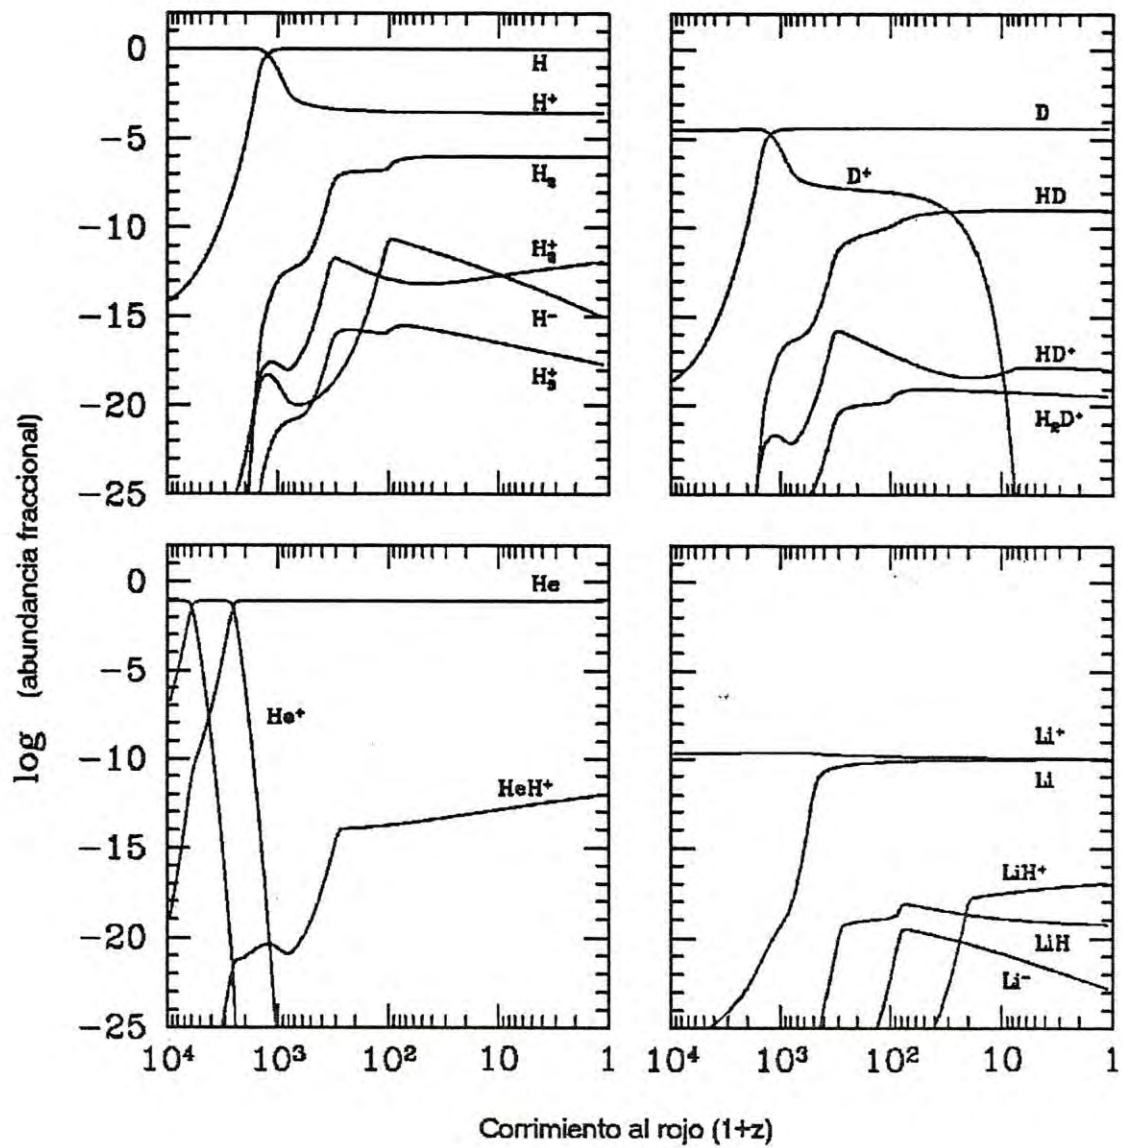 log (abundancia fraccional)
0
−5
−10
−15
−20
−25
H
H⁺
H₂
H₂⁺
H⁻
H₃⁺
D
D⁺
HD
HD⁺
H₂D⁺
0
−5
−10
−15
−20
−25
He
He⁺
HeH⁺
Li⁺
Li
LiH⁺
LiH
Li⁻
10⁴ 10³ 10² 10 1
10⁴ 10³ 10² 10 1
Corrimiento al rojo (1+z)